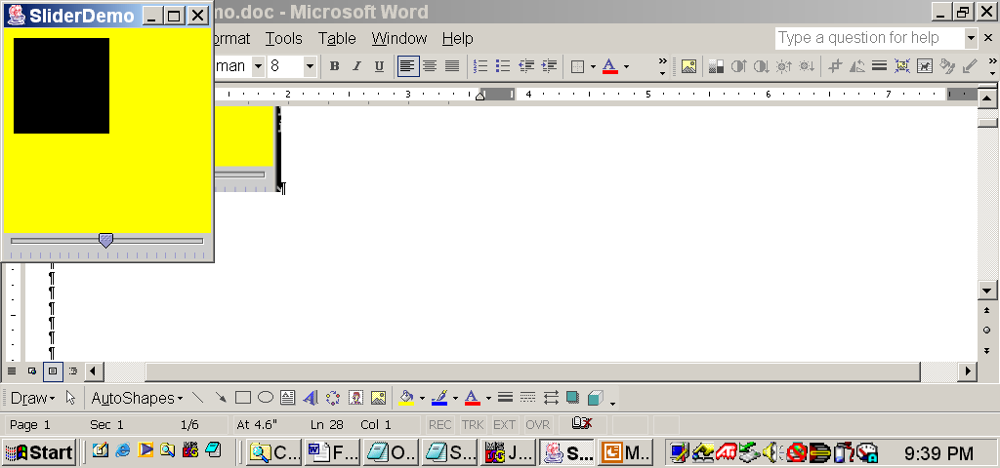 SliderDemo
mo.doc - Microsoft Word
ormat Tools Table Window Help
Type a question for help
man 8 B I U A
2 3 4 5 6 7
¶
¶
¶
¶
¶
¶
¶
Draw AutoShapes A A
Page 1 Sec 1 1/6 At 4.6" Ln 28 Col 1 REC TRK EXT OVR
Start C... F... O... S... J... S... M... 9:39 PM